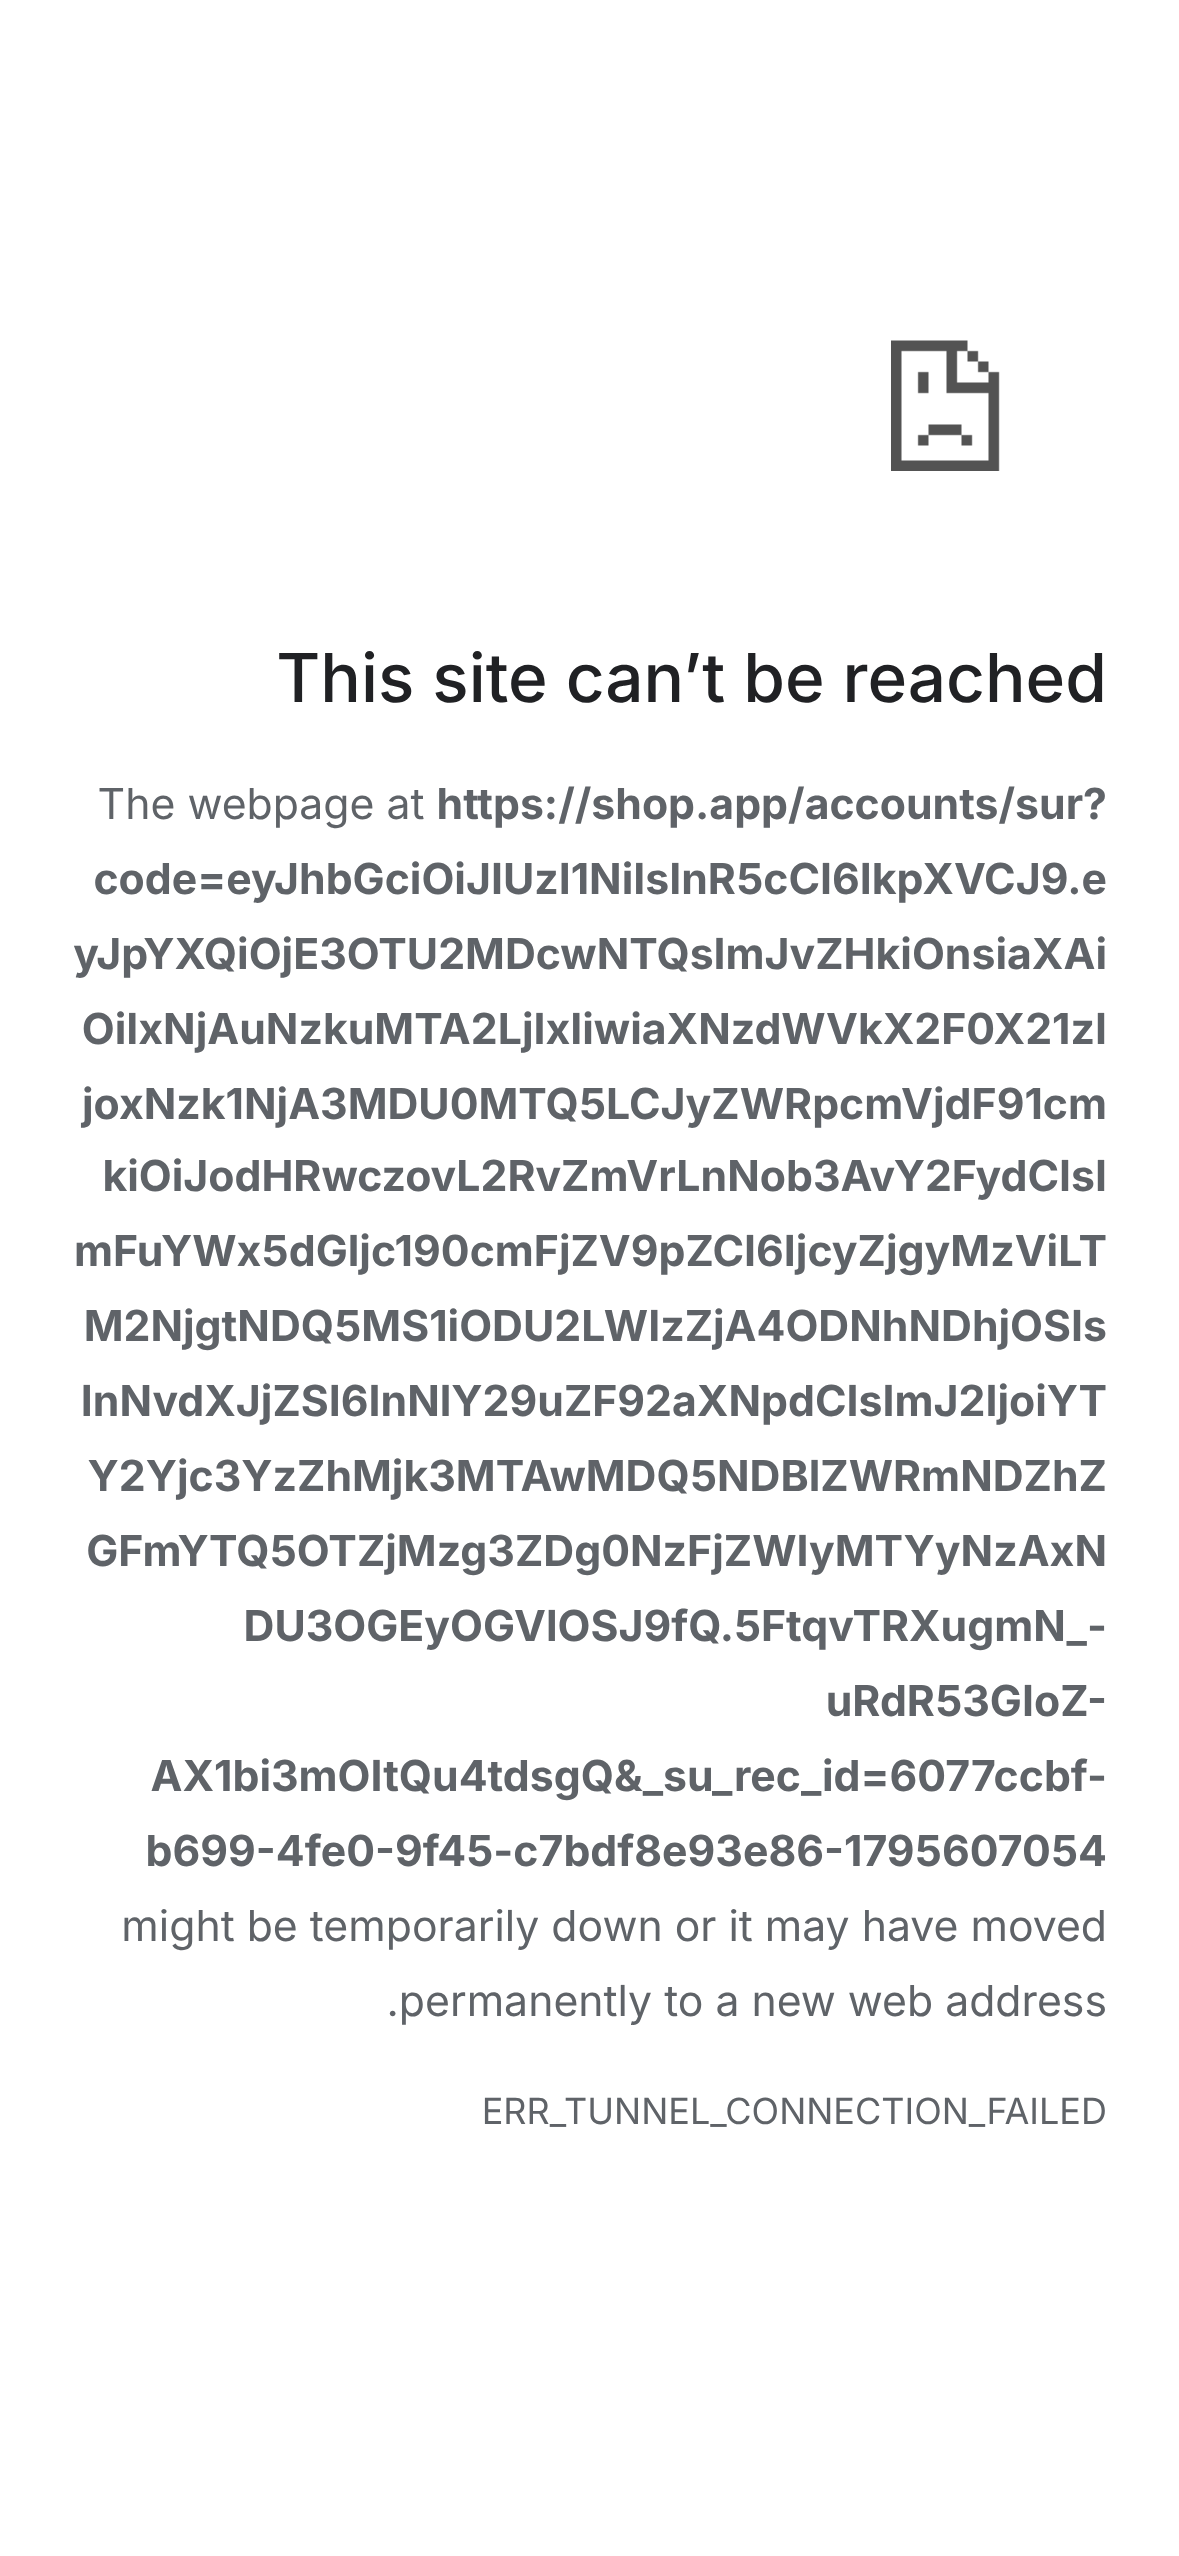 This site can’t be reached
The webpage at https://shop.app/accounts/sur?
code=eyJhbGciOiJIUzI1NiIsInR5cCI6IkpXVCJ9.e
yJpYXQiOjE3OTU2MDcwNTQsImJvZHkiOnsiaXAi
OiIxNjAuNzkuMTA2LjIxIiwiaXNzdWVkX2F0X21zI
joxNzk1NjA3MDU0MTQ5LCJyZWRpcmVjdF91cm
kiOiJodHRwczovL2RvZmVrLnNob3AvY2FydCIsI
mFuYWx5dGljc190cmFjZV9pZCI6IjcyZjgyMzViLT
M2NjgtNDQ5MS1iODU2LWIzZjA4ODNhNDhjOSIs
InNvdXJjZSI6InNlY29uZF92aXNpdCIsImJ2IjoiYT
Y2Yjc3YzZhMjk3MTAwMDQ5NDBlZWRmNDZhZ
GFmYTQ5OTZjMzg3ZDg0NzFjZWIyMTYyNzAxN
DU3OGEyOGVlOSJ9fQ.5FtqvTRXugmN_-
uRdR53GIoZ-
AX1bi3mOItQu4tdsgQ&_su_rec_id=6077ccbf-
b699-4fe0-9f45-c7bdf8e93e86-1795607054
might be temporarily down or it may have moved
permanently to a new web address.
ERR_TUNNEL_CONNECTION_FAILED